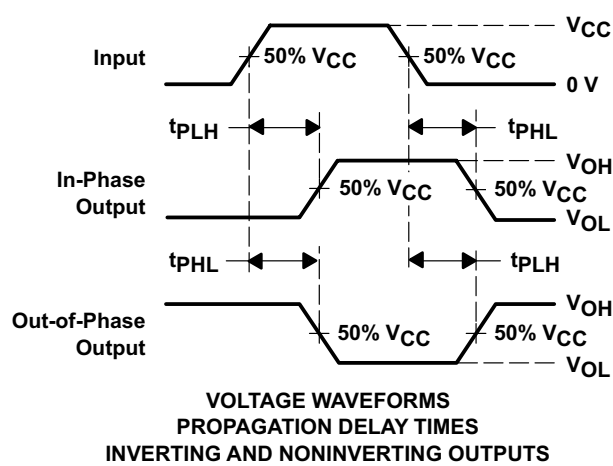 VCC
Input
50% VCC
50% VCC
0 V
tPLH
tPHL
VOH
In-Phase
Output
50% VCC
50% VCC
VOL
tPHL
tPLH
VOH
Out-of-Phase
Output
50% VCC
50% VCC
VOL
VOLTAGE WAVEFORMS
PROPAGATION DELAY TIMES
INVERTING AND NONINVERTING OUTPUTS